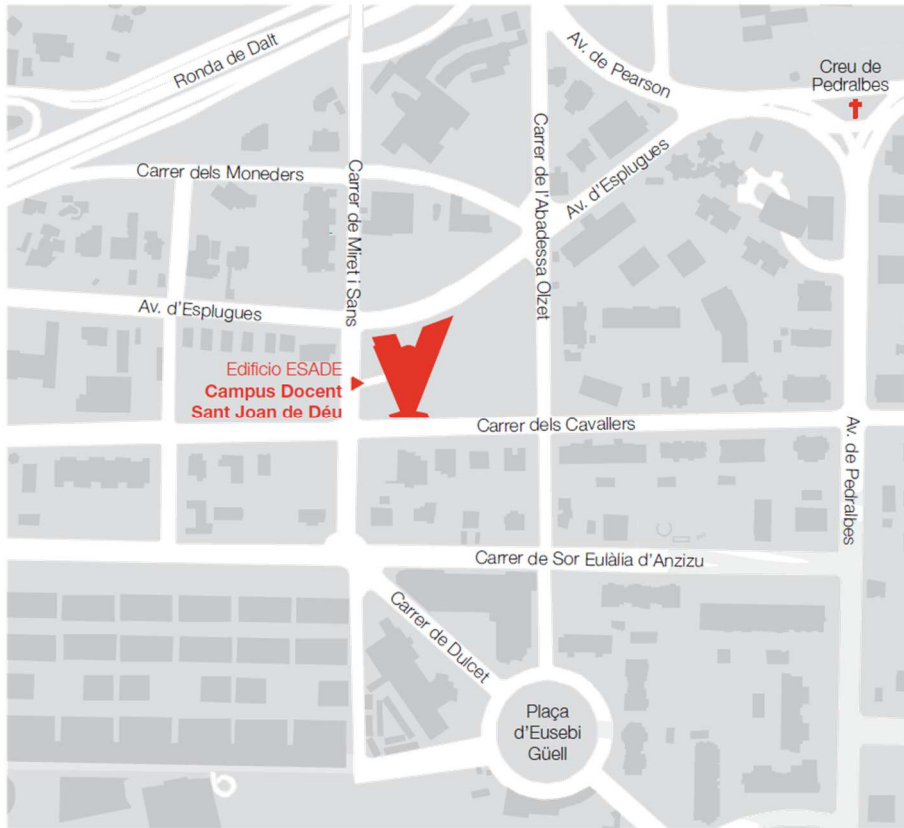 Ronda de Dalt
Av. de Pearson
Creu de
Pedralbes
Carrer dels Moneders
Carrer de Miret i Sans
Carrer de l'Abadessa Olzet
Av. d'Esplugues
Av. d'Esplugues
Edificio ESADE
Campus Docent
Sant Joan de Déu
Carrer dels Cavallers
Av. de Pedralbes
Carrer de Sor Eulàlia d'Anzizu
Carrer de Dulcet
Plaça
d'Eusebi
Güell